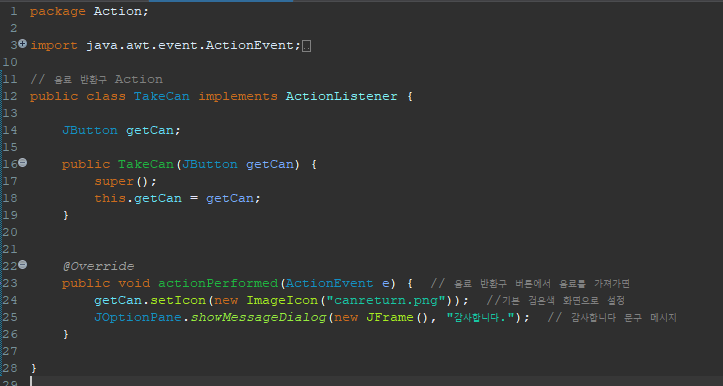 1 package Action;
2
3 import java.awt.event.ActionEvent;
10
11 // 음료 반환구 Action
12 public class TakeCan implements ActionListener {
13
14 JButton getCan;
15
16 public TakeCan(JButton getCan) {
17 super();
18 this.getCan = getCan;
19 }
20
21
22 @Override
23 public void actionPerformed(ActionEvent e) { // 음료 반환구 버튼에서 음료를 가져가면
24 getCan.setIcon(new ImageIcon("canreturn.png")); //기본 검은색 화면으로 설정
25 JOptionPane.showMessageDialog(new JFrame(), "감사합니다."); // 감사합니다 문구 메시지
26 }
27
28 }
29